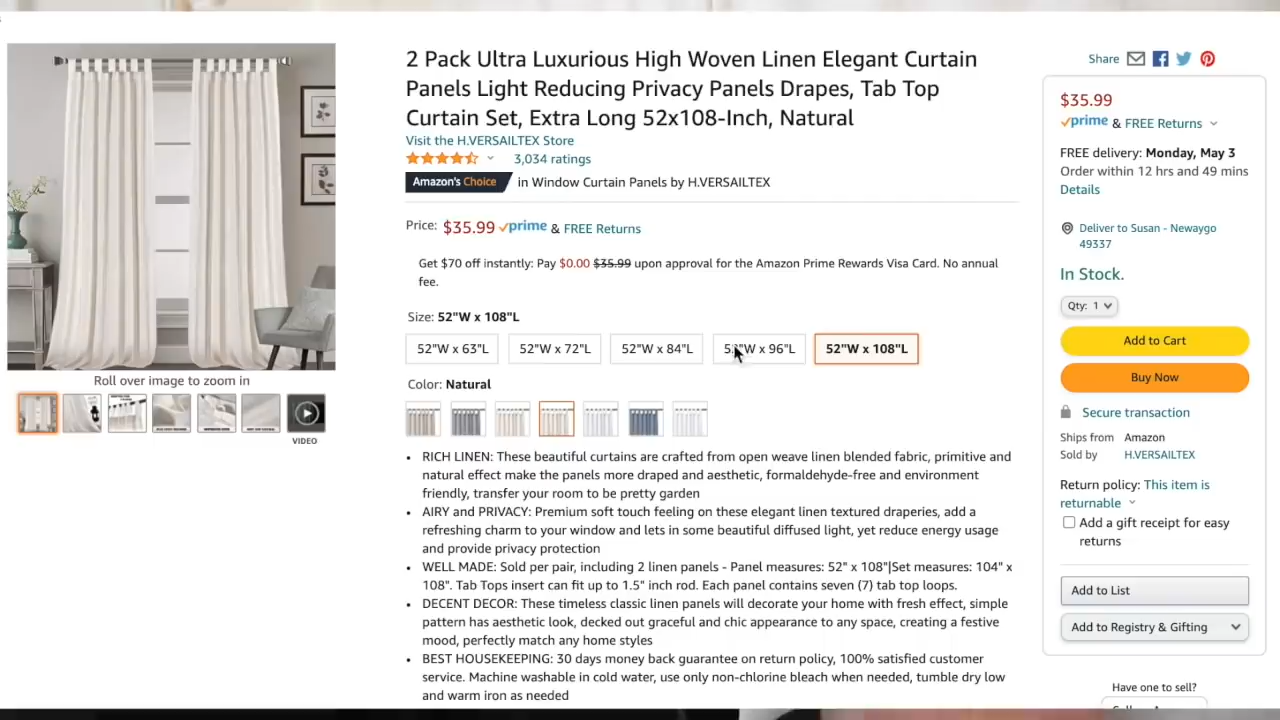 2 Pack Ultra Luxurious High Woven Linen Elegant Curtain
Panels Light Reducing Privacy Panels Drapes, Tab Top
Curtain Set, Extra Long 52x108-Inch, Natural
Visit the H.VERSAILTEX Store
3,034 ratings
Amazon's Choice in Window Curtain Panels by H.VERSAILTEX
Price: $35.99 prime & FREE Returns
Get $70 off instantly: Pay $0.00 $35.99 upon approval for the Amazon Prime Rewards Visa Card. No annual
fee.
Size: 52"W x 108"L
52"W x 63"L 52"W x 72"L 52"W x 84"L 52"W x 96"L 52"W x 108"L
Color: Natural
RICH LINEN: These beautiful curtains are crafted from open weave linen blended fabric, primitive and
natural effect make the panels more draped and aesthetic, formaldehyde-free and environment
friendly, transfer your room to be pretty garden
AIRY and PRIVACY: Premium soft touch feeling on these elegant linen textured draperies, add a
refreshing charm to your window and lets in some beautiful diffused light, yet reduce energy usage
and provide privacy protection
WELL MADE: Sold per pair, including 2 linen panels - Panel measures: 52" x 108"|Set measures: 104" x
108". Tab Tops insert can fit up to 1.5" inch rod. Each panel contains seven (7) tab top loops.
DECENT DECOR: These timeless classic linen panels will decorate your home with fresh effect, simple
pattern has aesthetic look, decked out graceful and chic appearance to any space, creating a festive
mood, perfectly match any home styles
BEST HOUSEKEEPING: 30 days money back guarantee on return policy, 100% satisfied customer
service. Machine washable in cold water, use only non-chlorine bleach when needed, tumble dry low
and warm iron as needed
Roll over image to zoom in
VIDEO
Share
$35.99
prime & FREE Returns
FREE delivery: Monday, May 3
Order within 12 hrs and 49 mins
Details
Deliver to Susan - Newaygo
49337
In Stock.
Qty: 1
Add to Cart
Buy Now
Secure transaction
Ships from Amazon
Sold by H.VERSAILTEX
Return policy: This item is
returnable
Add a gift receipt for easy
returns
Add to List
Add to Registry & Gifting
Have one to sell?